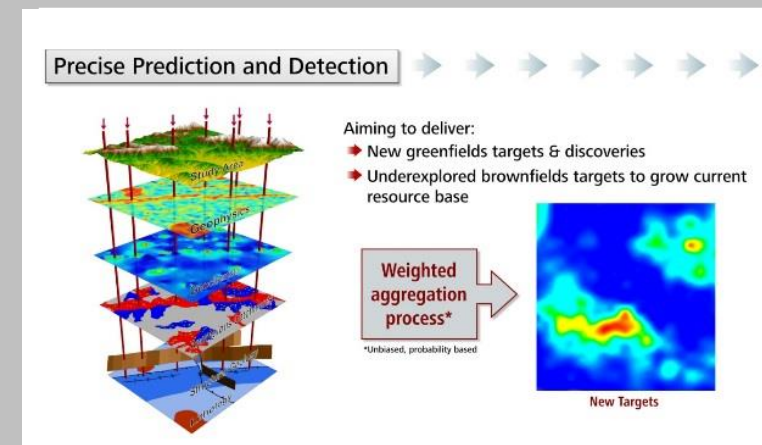 Precise Prediction and Detection
Aiming to deliver:
New greenfields targets & discoveries
Underexplored brownfields targets to grow current
resource base
Study Area
Geophysics
Weighted
aggregation
process*
*Unbiased, probability based
New Targets
Lithology